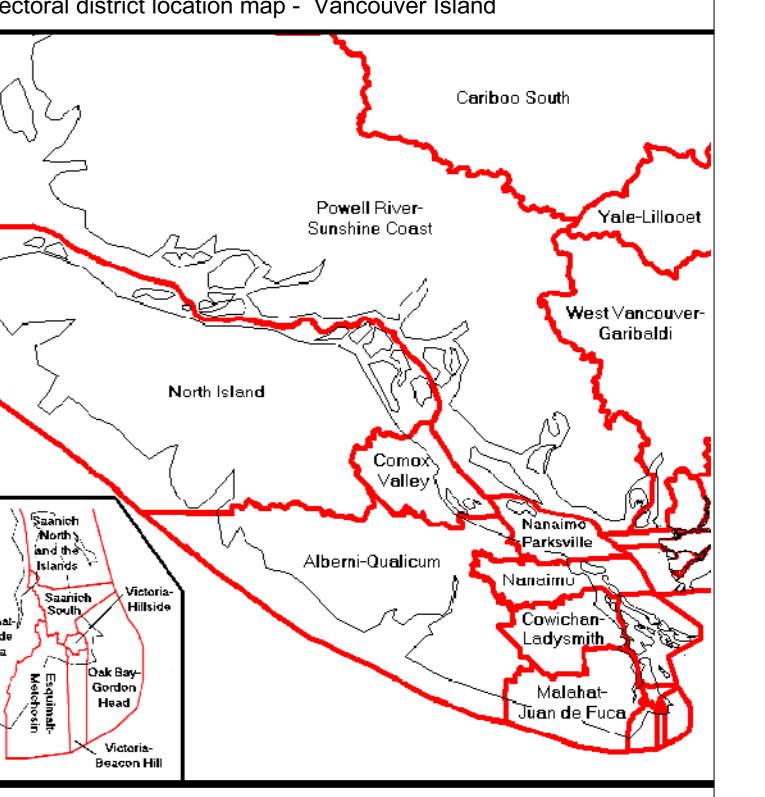 ectoral district location map - Vancouver Island
Cariboo South
Powell River-
Sunshine Coast
Yale-Lillooet
West Vancouver-
Garibaldi
North Island
Comox
Valley
Nanaimo
Parksville
Alberni-Qualicum
Nanaimo
Cowichan-
Ladysmith
Malahat-
Juan de Fuca
Saanich
North
and the
Islands
Saanich
South
Victoria-
Hillside
at-
de
a
Oak Bay-
Gordon
Head
Esquimalt-
Metchosin
Victoria-
Beacon Hill